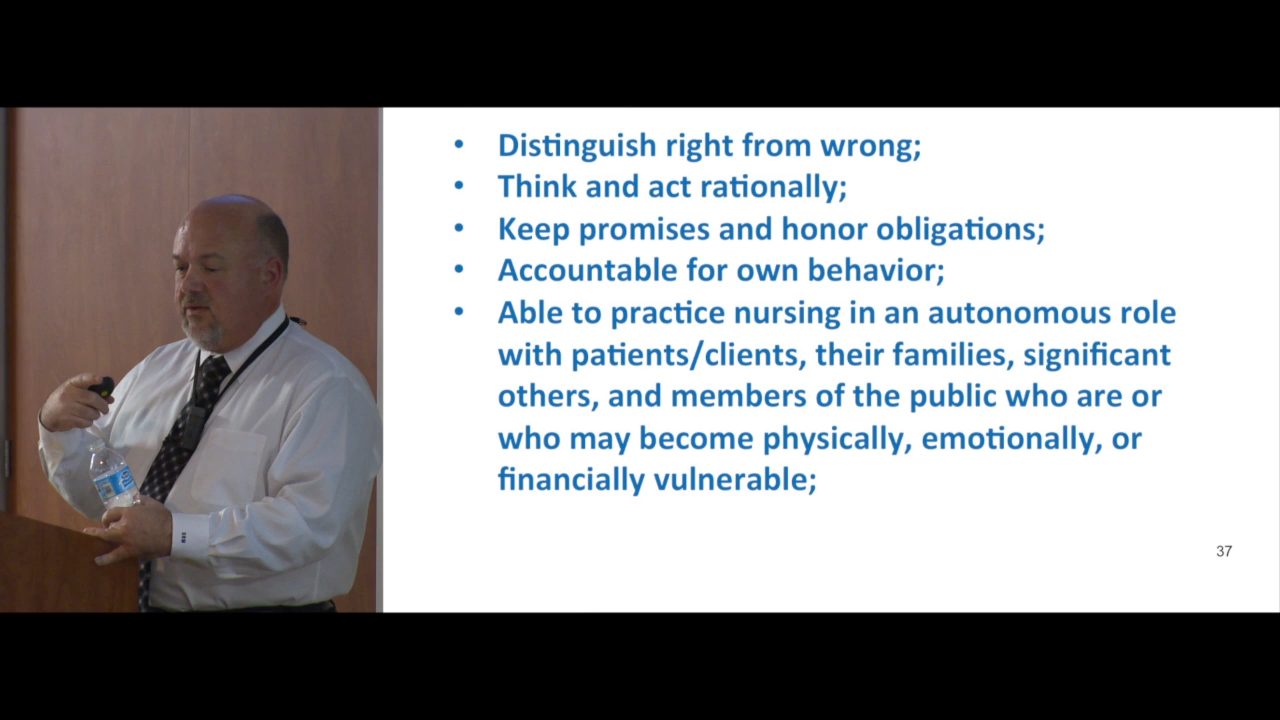 • Distinguish right from wrong;
• Think and act rationally;
• Keep promises and honor obligations;
• Accountable for own behavior;
• Able to practice nursing in an autonomous role
with patients/clients, their families, significant
others, and members of the public who are or
who may become physically, emotionally, or
financially vulnerable;
37